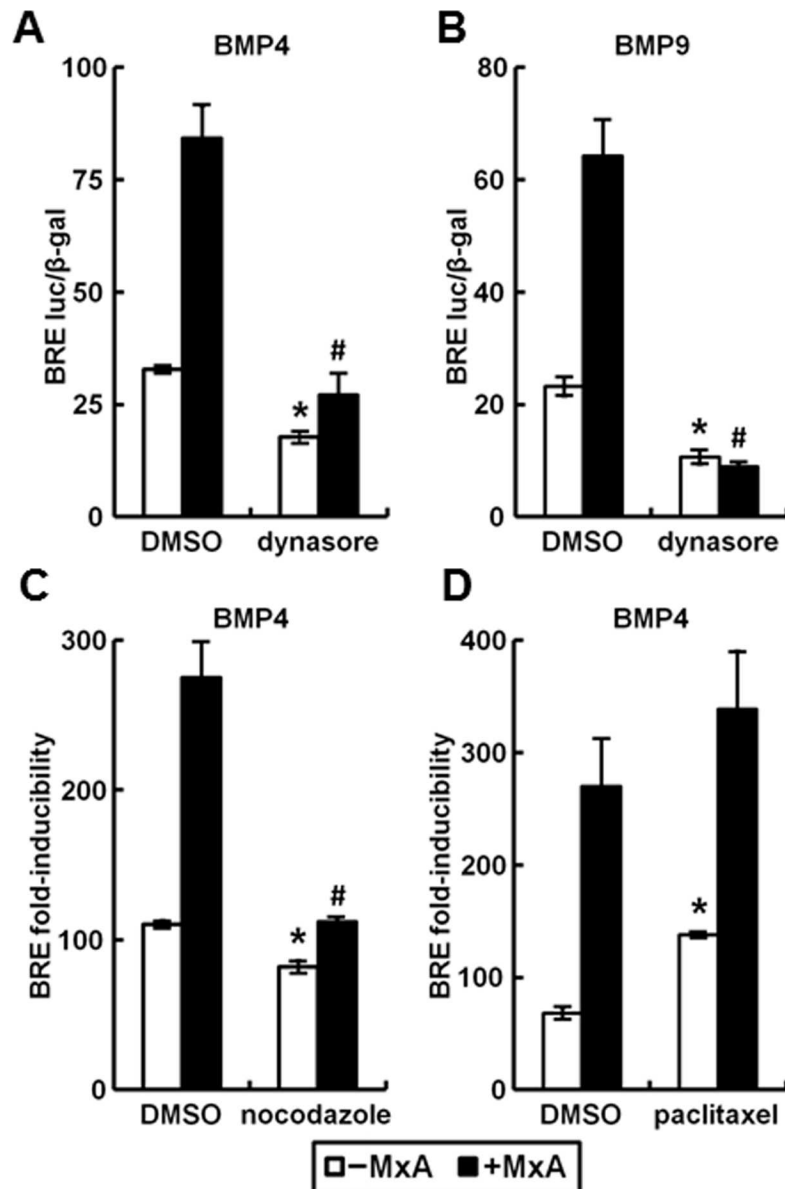 A
BMP4
BRE luc/β-gal
100
75
50
25
0
*
#
DMSO
dynasore
B
BMP9
BRE luc/β-gal
80
60
40
20
0
*
#
DMSO
dynasore
C
BMP4
BRE fold-inducibility
300
200
100
0
*
#
DMSO
nocodazole
D
BMP4
BRE fold-inducibility
400
300
200
100
0
*
DMSO
paclitaxel
−MxA
+MxA